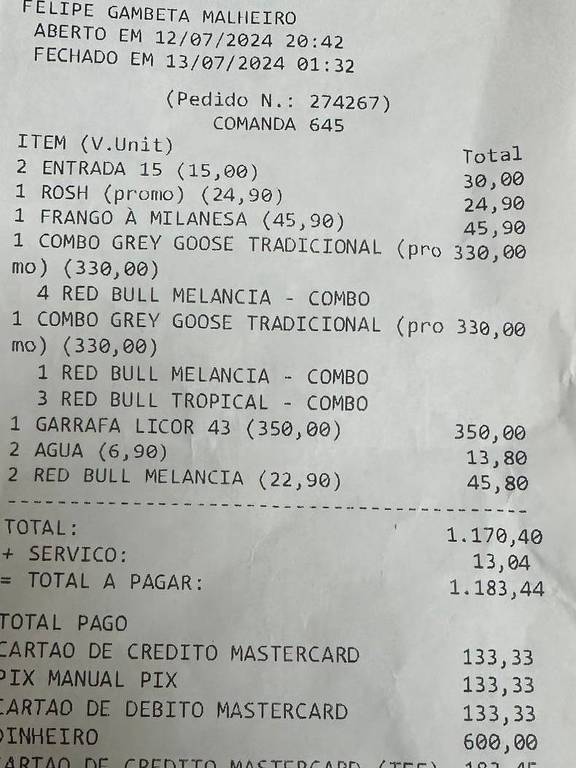 FELIPE GAMBETA MALHEIRO
ABERTO EM 12/07/2024 20:42
FECHADO EM 13/07/2024 01:32
(Pedido N.: 274267)
COMANDA 645
ITEM (V.Unit) Total
2 ENTRADA 15 (15,00) 30,00
1 ROSH (promo) (24,90) 24,90
1 FRANGO À MILANESA (45,90) 45,90
1 COMBO GREY GOOSE TRADICIONAL (pro 330,00
mo) (330,00)
4 RED BULL MELANCIA - COMBO
1 COMBO GREY GOOSE TRADICIONAL (pro 330,00
mo) (330,00)
1 RED BULL MELANCIA - COMBO
3 RED BULL TROPICAL - COMBO
1 GARRAFA LICOR 43 (350,00) 350,00
2 AGUA (6,90) 13,80
2 RED BULL MELANCIA (22,90) 45,80
TOTAL: 1.170,40
+ SERVICO: 13,04
= TOTAL A PAGAR: 1.183,44
TOTAL PAGO
CARTAO DE CREDITO MASTERCARD 133,33
PIX MANUAL PIX 133,33
CARTAO DE DEBITO MASTERCARD 133,33
DINHEIRO 600,00
CARTAO DE CREDITO MASTERCARD (TEF) 183,45